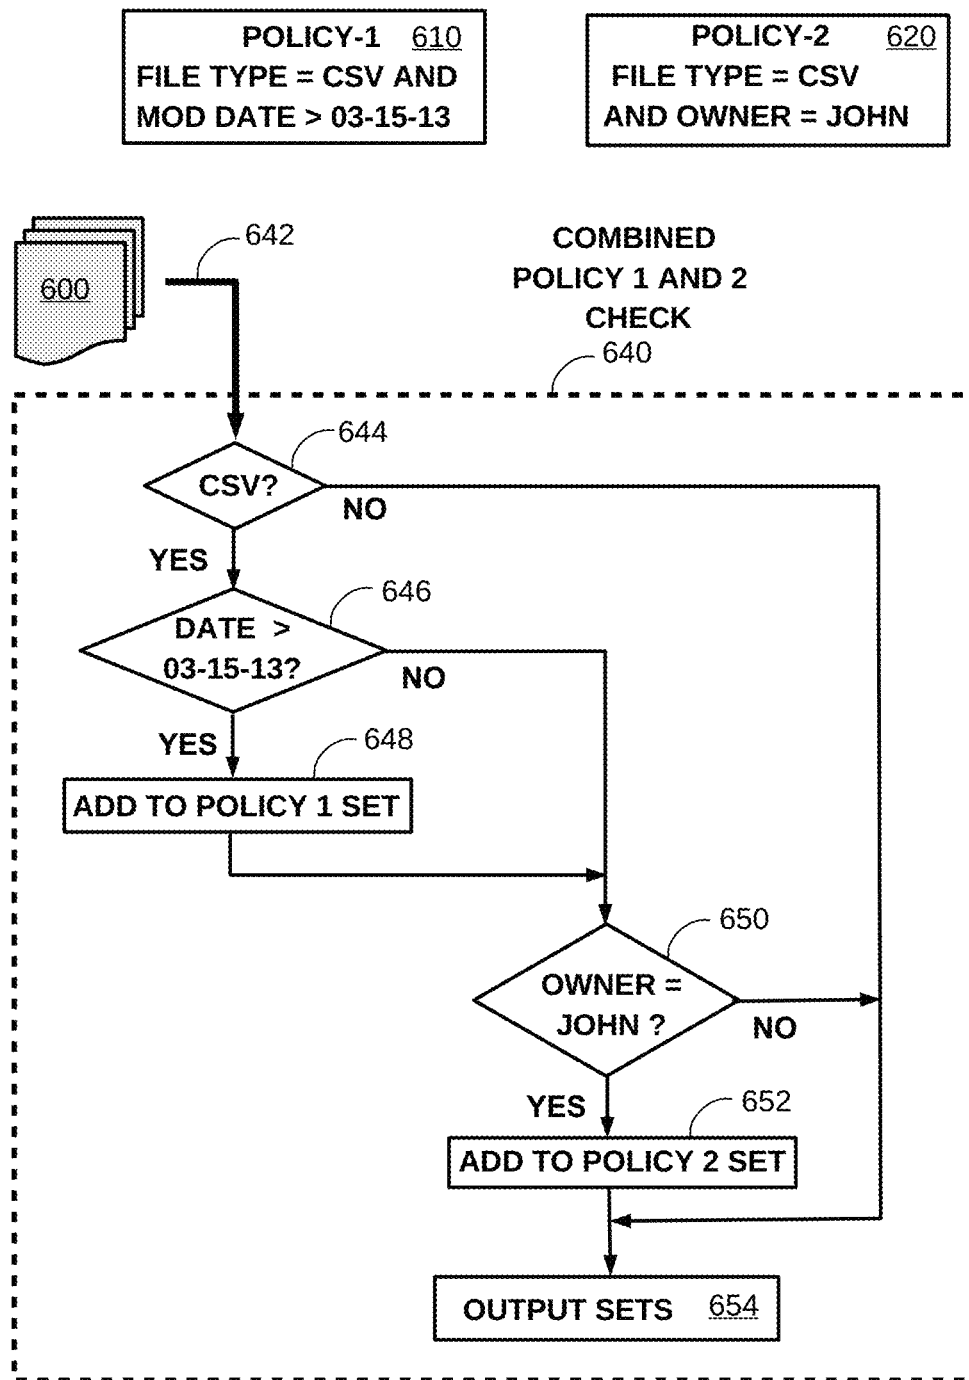 POLICY-1 610
FILE TYPE = CSV AND
MOD DATE > 03-15-13
POLICY-2 620
FILE TYPE = CSV
AND OWNER = JOHN
642
600
COMBINED
POLICY 1 AND 2
CHECK
640
644
CSV?
NO
YES
646
DATE >
03-15-13?
NO
YES
648
ADD TO POLICY 1 SET
650
OWNER =
JOHN ?
NO
YES
652
ADD TO POLICY 2 SET
OUTPUT SETS 654